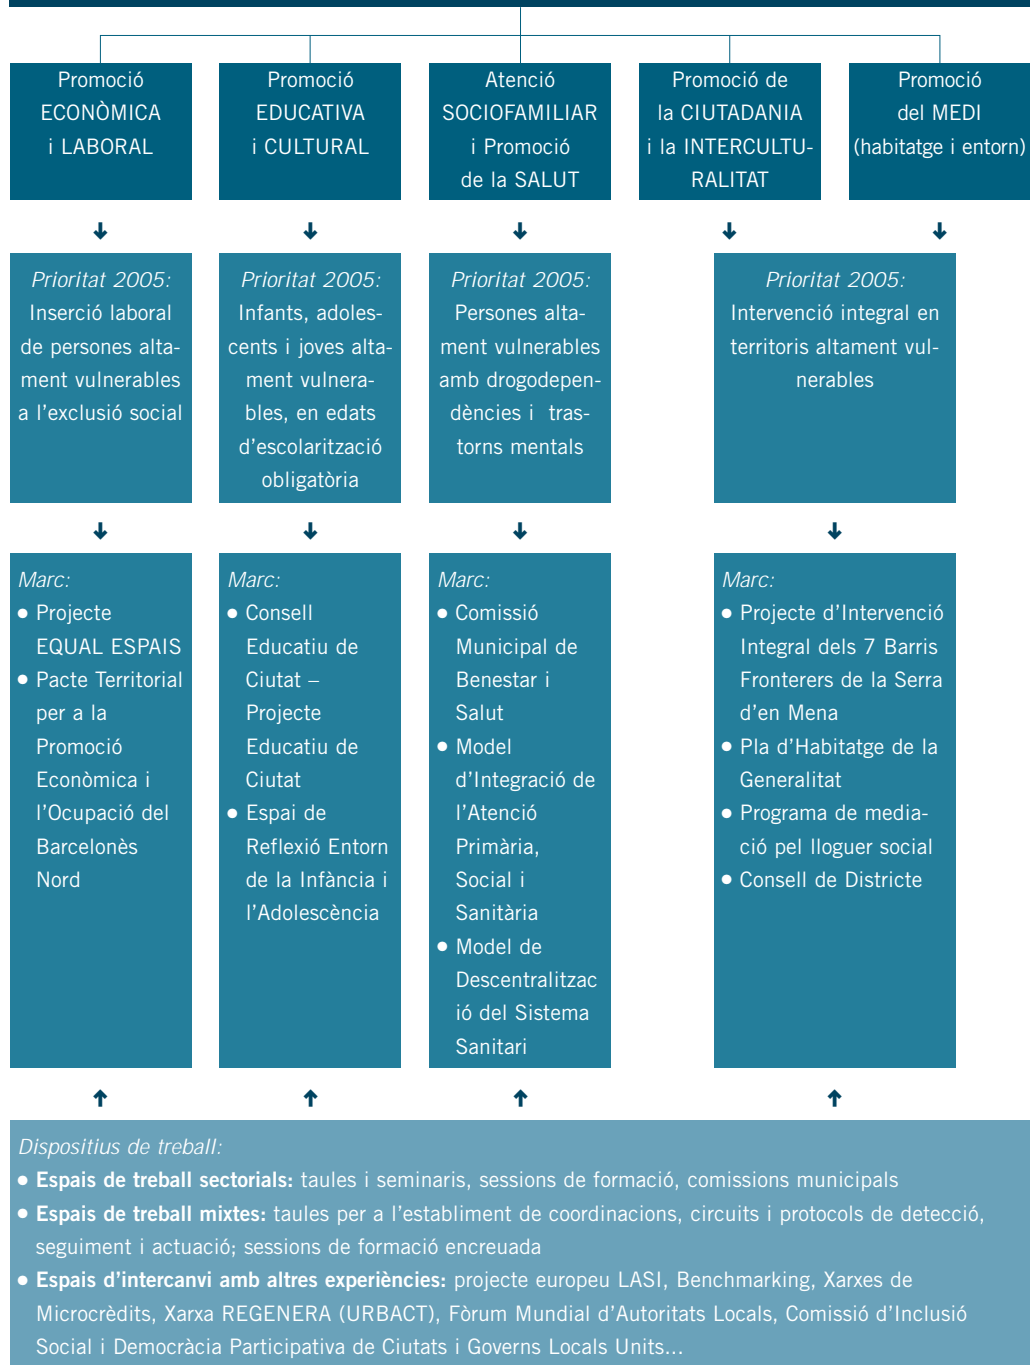 Promoció
ECONÒMICA
i LABORAL
Promoció
EDUCATIVA
i CULTURAL
Atenció
SOCIOFAMILIAR
i Promoció
de la SALUT
Promoció de
la CIUTADANIA
i la INTERCULTU-
RALITAT
Promoció
del MEDI
(habitatge i entorn)
Prioritat 2005:
Inserció laboral
de persones alta-
ment vulnerables
a l'exclusió social
Prioritat 2005:
Infants, adoles-
cents i joves alta-
ment vulnera-
bles, en edats
d'escolarització
obligatòria
Prioritat 2005:
Persones alta-
ment vulnerables
amb drogodepen-
dències i  tras-
torns mentals
Prioritat 2005:
Intervenció integral en
territoris altament vul-
nerables
Marc:
• Projecte
EQUAL ESPAIS
• Pacte Territorial
per a la
Promoció
Econòmica i
l'Ocupació del
Barcelonès
Nord
Marc:
• Consell
Educatiu de
Ciutat –
Projecte
Educatiu de
Ciutat
• Espai de
Reflexió Entorn
de la Infància i
l'Adolescència
Marc:
• Comissió
Municipal de
Benestar i
Salut
• Model
d'Integració de
l'Atenció
Primària,
Social i
Sanitària
• Model de
Descentralitzac
ió del Sistema
Sanitari
Marc:
• Projecte d'Intervenció
Integral dels 7 Barris
Fronterers de la Serra
d'en Mena
• Pla d'Habitatge de la
Generalitat
• Programa de media-
ció pel lloguer social
• Consell de Districte
Dispositius de treball:
• Espais de treball sectorials: taules i seminaris, sessions de formació, comissions municipals
• Espais de treball mixtes: taules per a l'establiment de coordinacions, circuits i protocols de detecció,
seguiment i actuació; sessions de formació encreuada
• Espais d'intercanvi amb altres experiències: projecte europeu LASI, Benchmarking, Xarxes de
Microcrèdits, Xarxa REGENERA (URBACT), Fòrum Mundial d'Autoritats Locals, Comissió d'Inclusió
Social i Democràcia Participativa de Ciutats i Governs Locals Units...